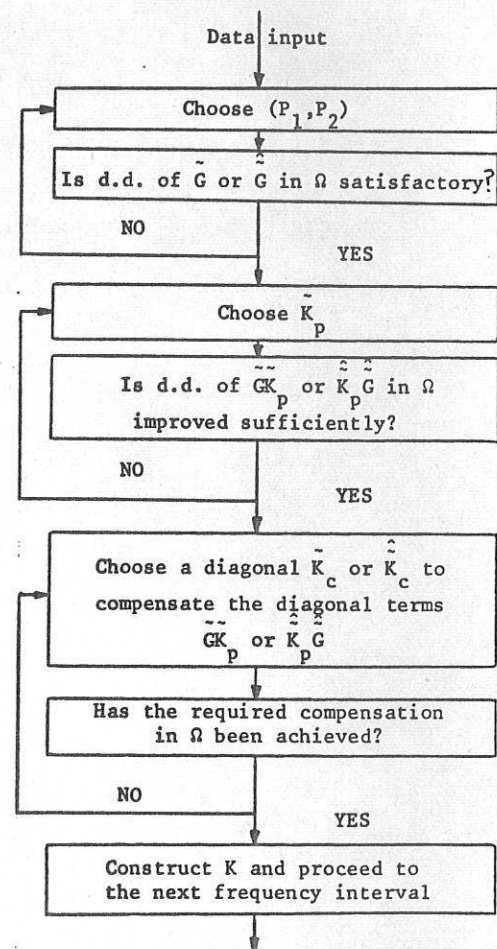 Data input
Choose (P₁,P₂)
Is d.d. of G̃ or G̃̂ in Ω satisfactory?
NO
YES
Choose K̃ₚ
Is d.d. of G̃K̃ₚ or K̃̂ₚG̃̂ in Ω
improved sufficiently?
NO
YES
Choose a diagonal K̃_c or K̃̂_c to
compensate the diagonal terms
G̃K̃ₚ or K̃̂ₚG̃̂
Has the required compensation
in Ω been achieved?
NO
YES
Construct K and proceed to
the next frequency interval